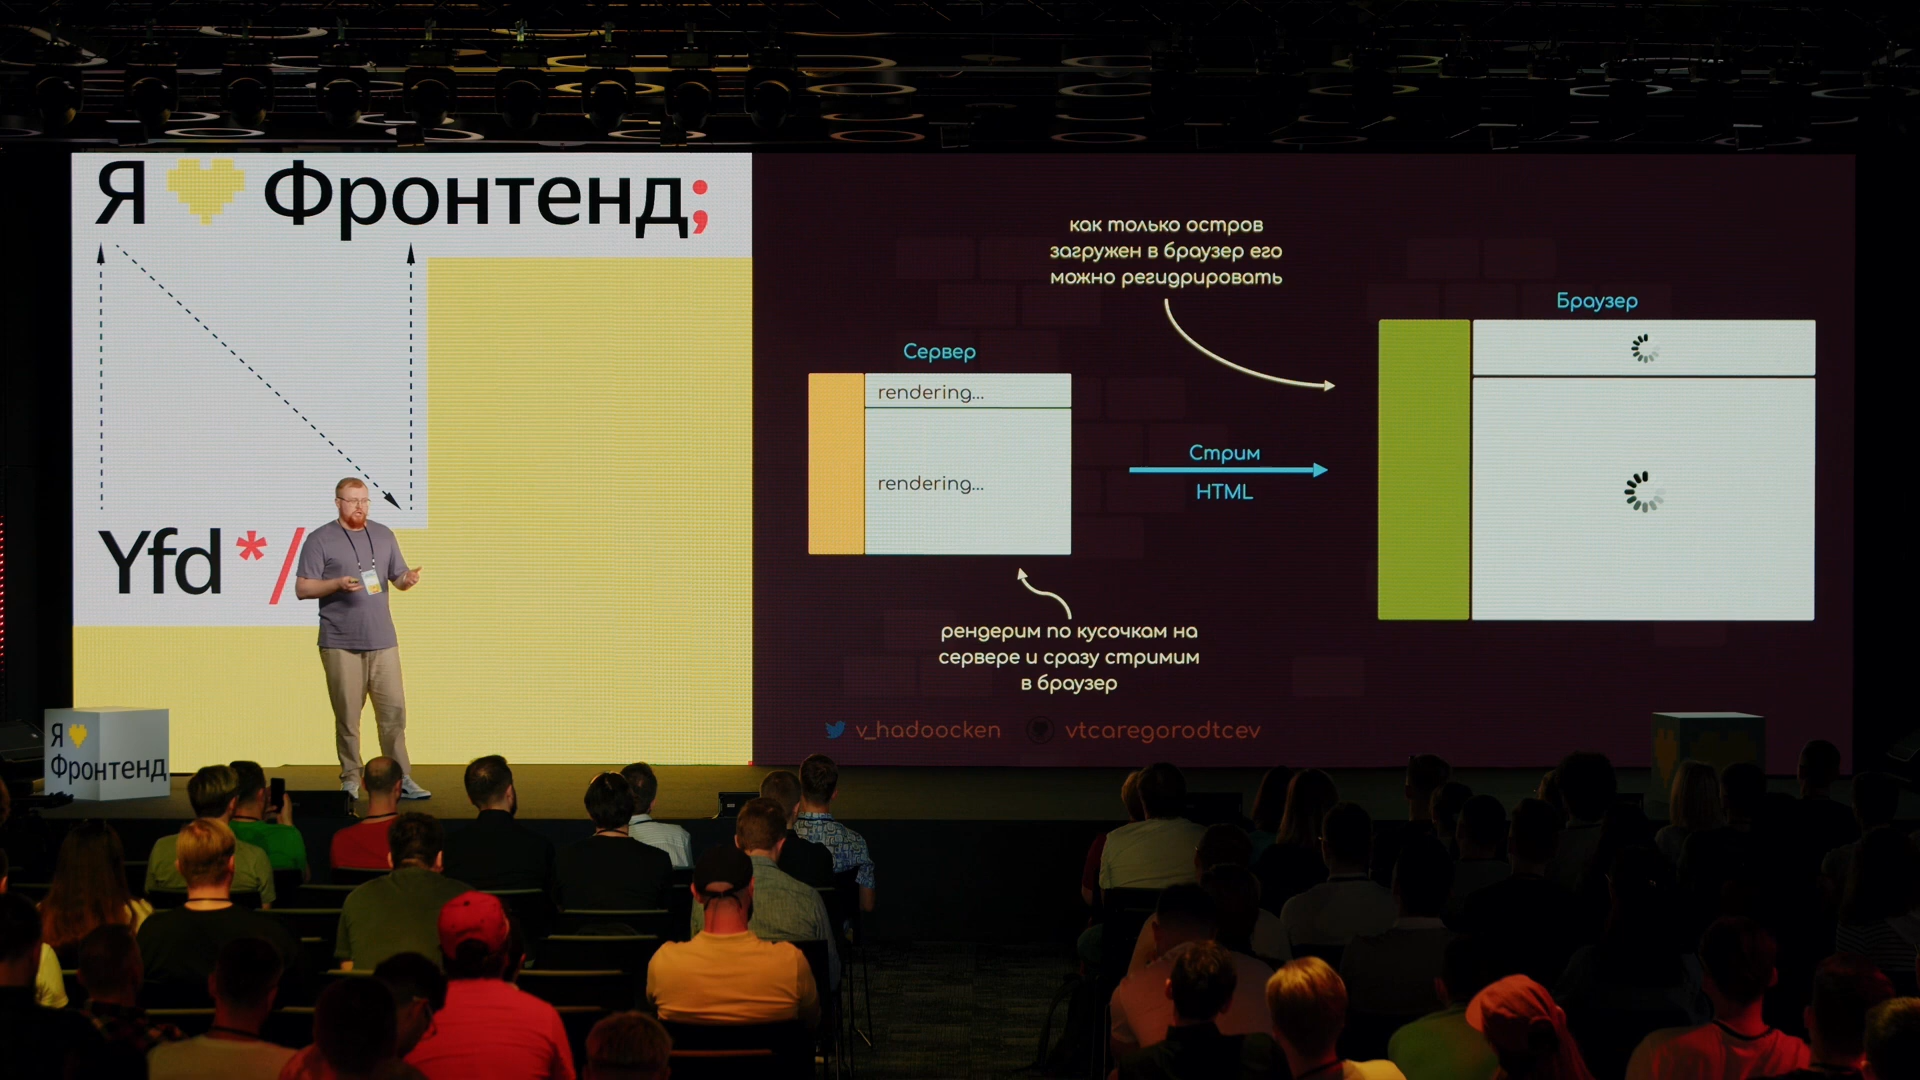 Я Фронтенд;
Yfd*/
как только остров
загружен в браузер его
можно регидрировать
Браузер
Сервер
rendering...
rendering...
Стрим
HTML
рендерим по кусочкам на
сервере и сразу стримим
в браузер
v_hadoocken vtcaregorodtcev
Я
Фронтенд